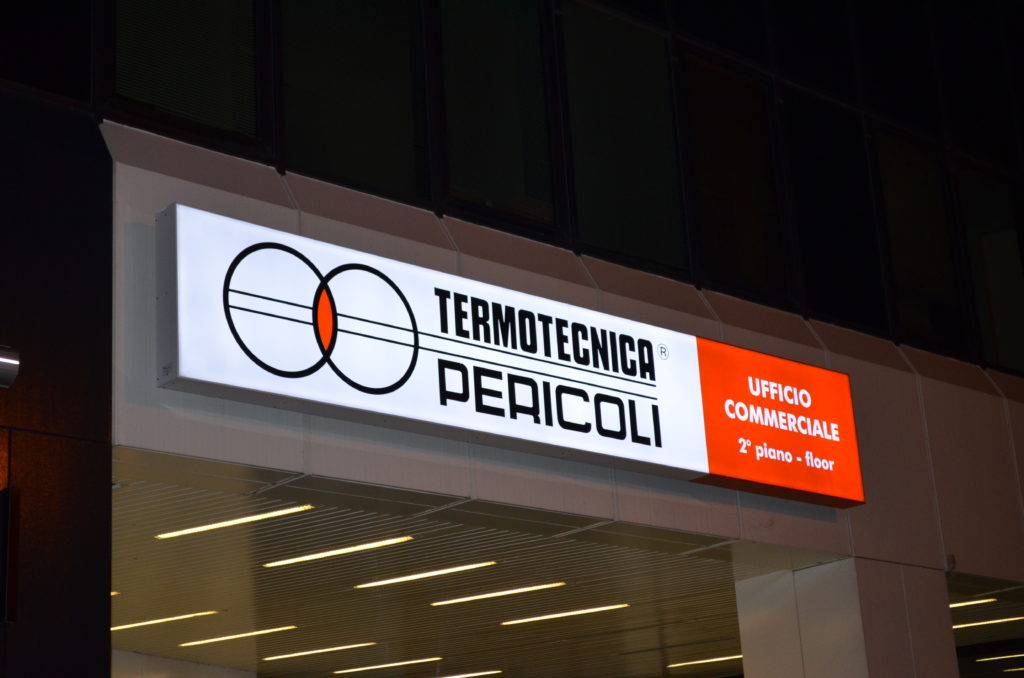 TERMOTECNICA®
PERICOLI
UFFICIO
COMMERCIALE
2° piano - floor